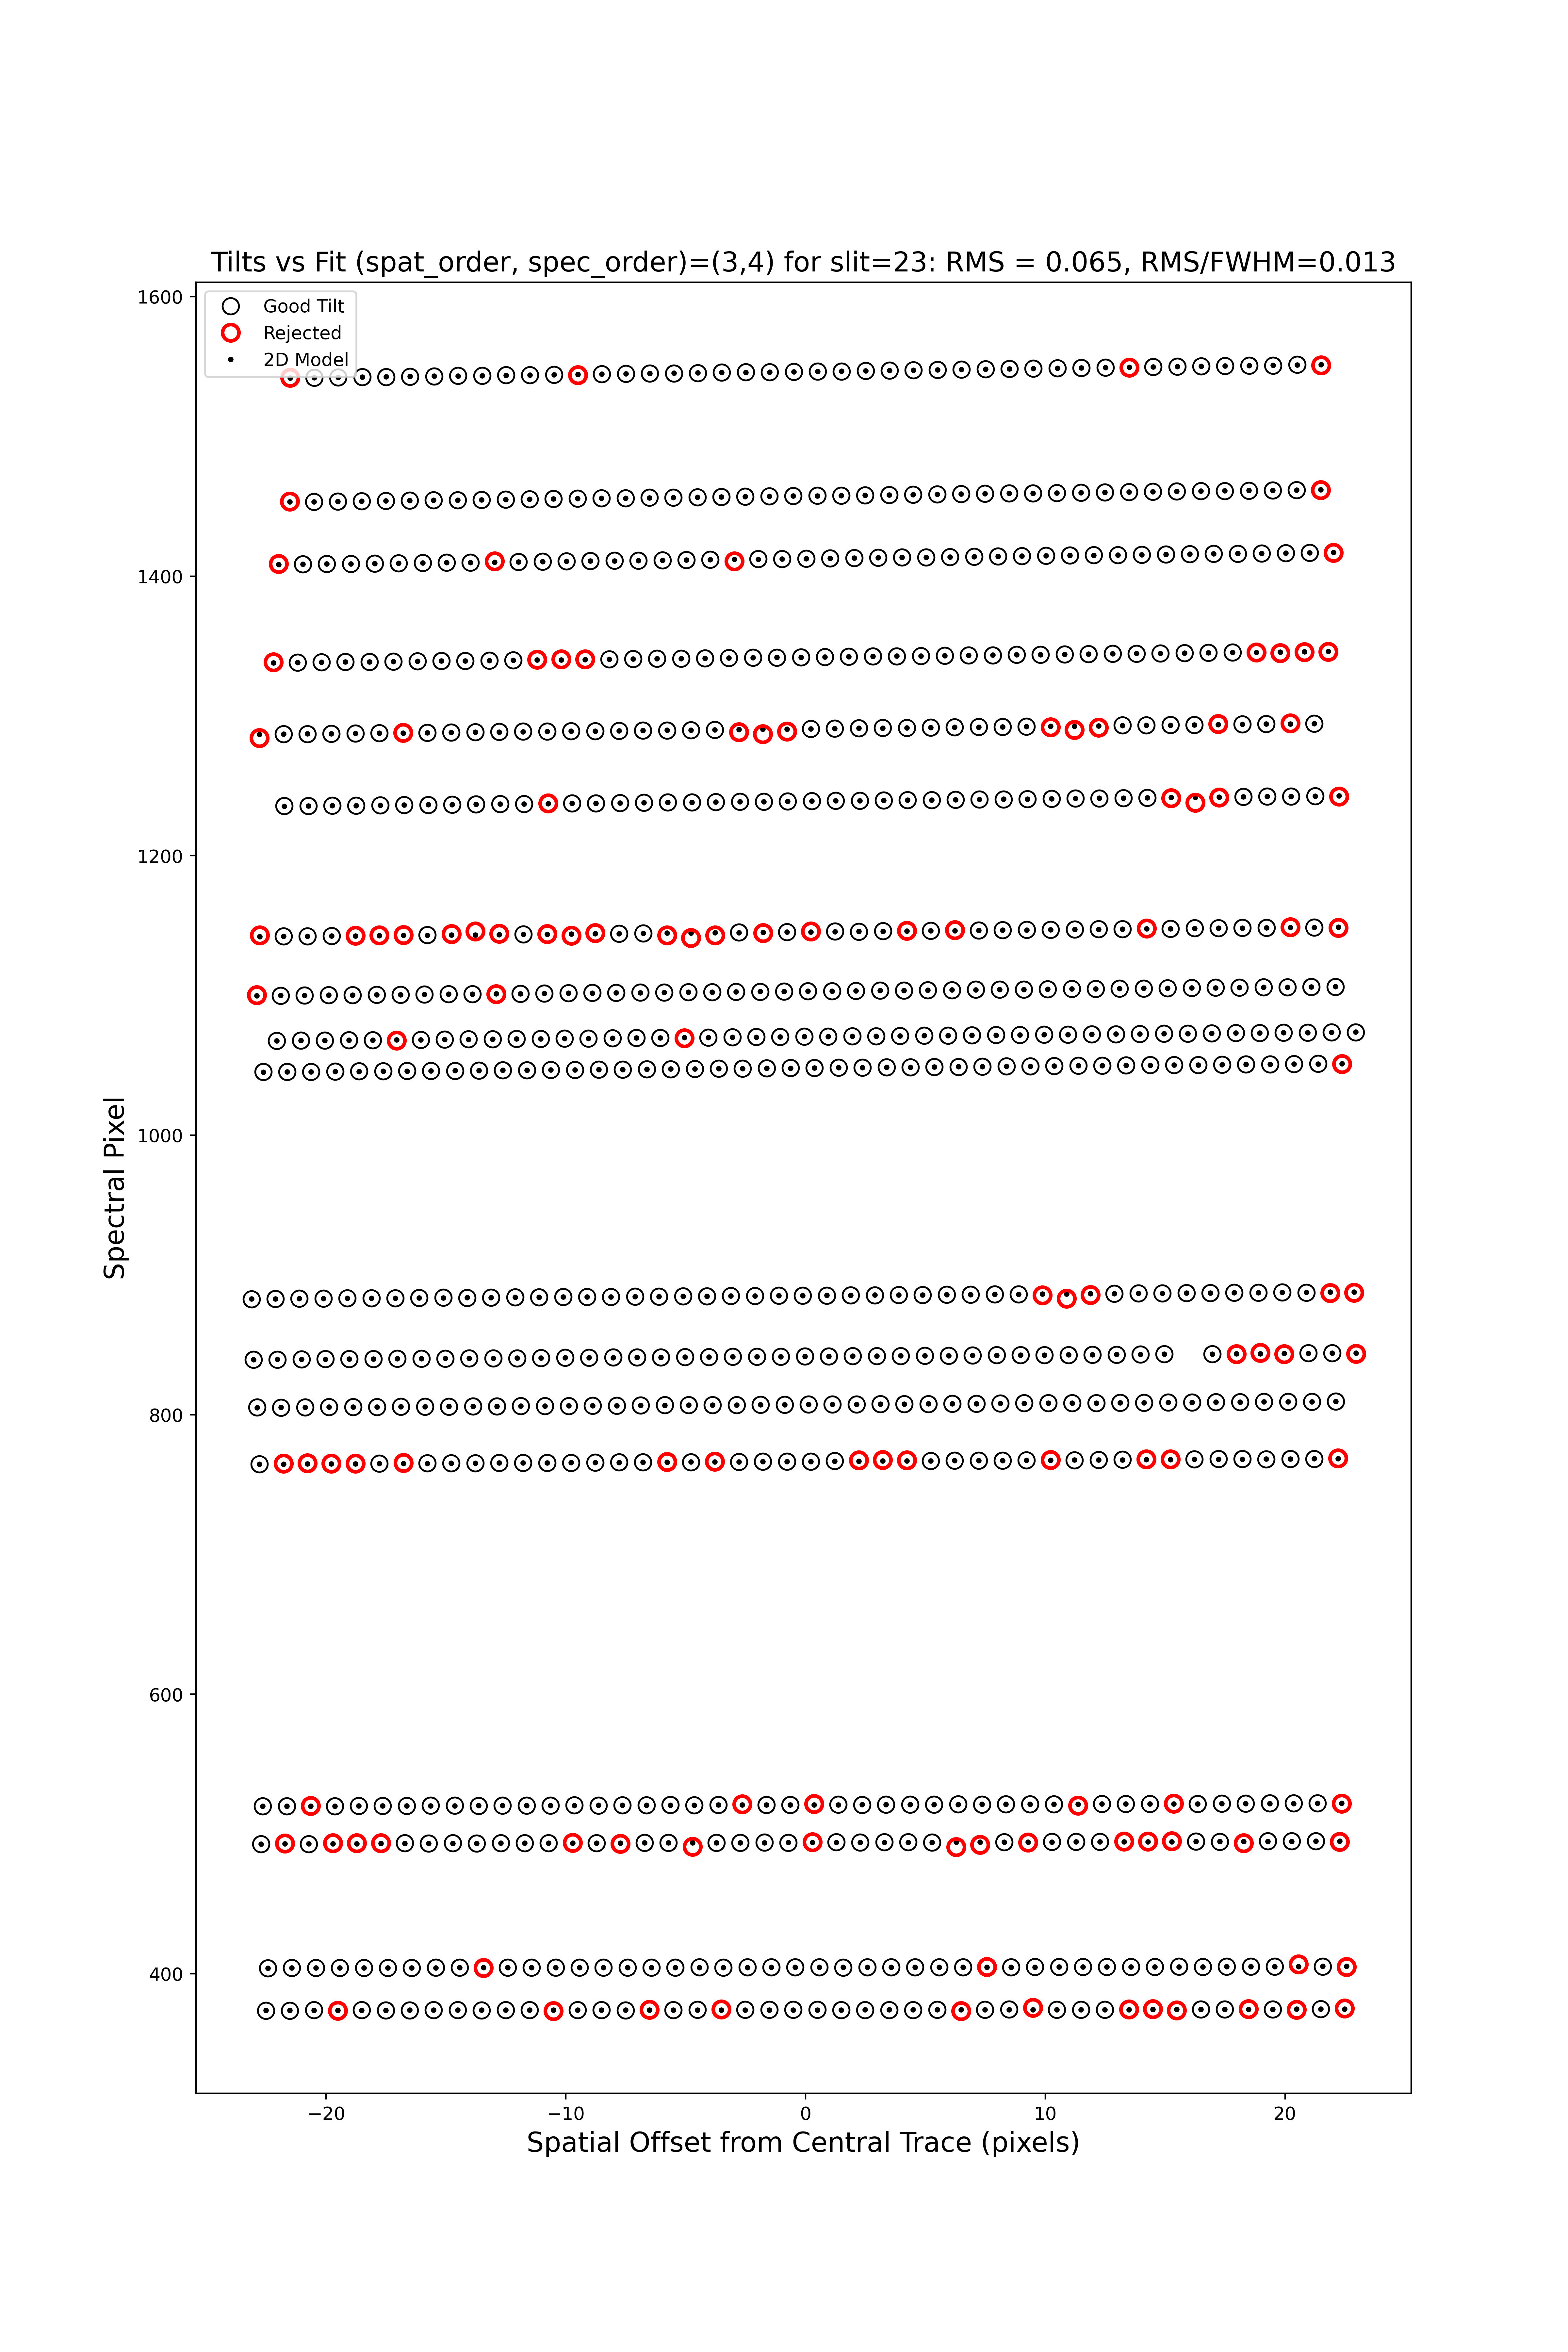 Tilts vs Fit (spat_order, spec_order)=(3,4) for slit=23: RMS = 0.065, RMS/FWHM=0.013
Good Tilt
Rejected
2D Model
1600
1400
1200
1000
800
600
400
Spectral Pixel
−20
−10
0
10
20
Spatial Offset from Central Trace (pixels)